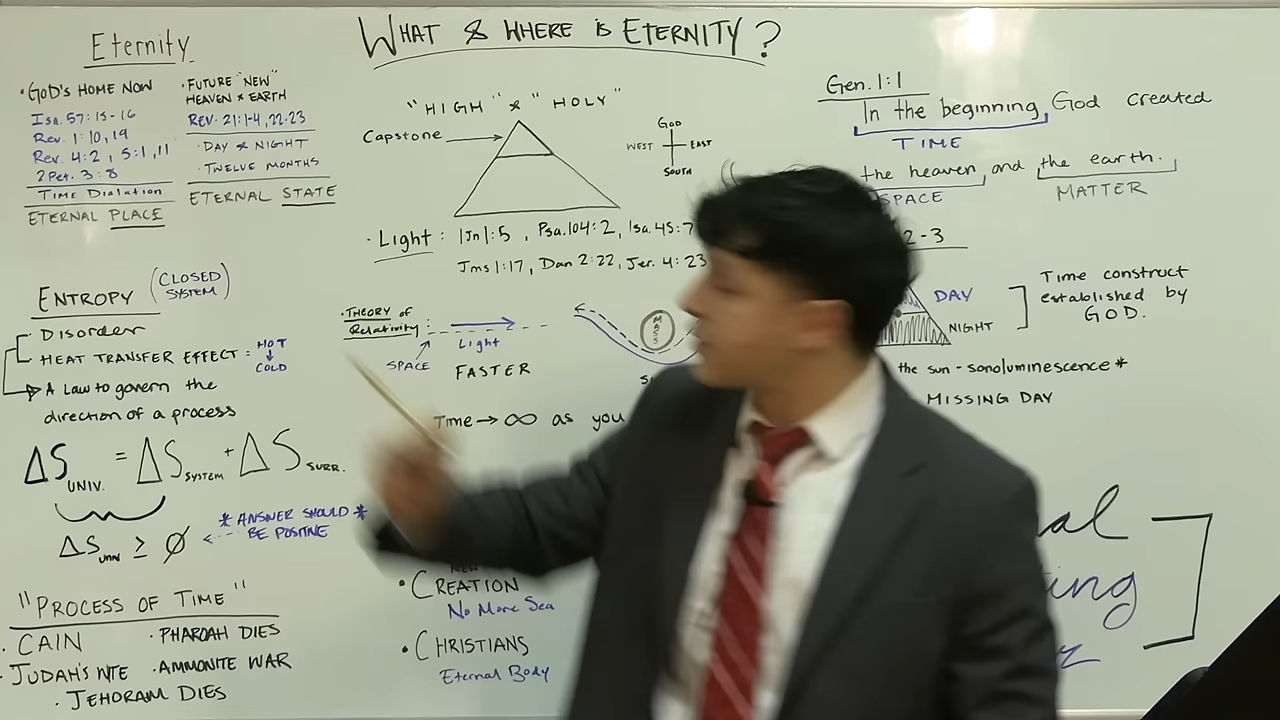 WHAT & WHERE IS ETERNITY?
Eternity
· GOD'S HOME NOW
Isa. 57:15-16
Rev. 1:10, 19
Rev. 4:2, 5:1, 11
2 Pet. 3:8
TIME DIALATION
ETERNAL PLACE
· FUTURE "NEW"
HEAVEN & EARTH
REV. 21:1-4, 22-23
· DAY & NIGHT
· TWELVE MONTHS
ETERNAL STATE
ENTROPY (CLOSED
SYSTEM)
DISORDER
HEAT TRANSFER EFFECT: HOT
↓
COLD
A LAW TO govern the
direction of a process
ΔS UNIV. = ΔS SYSTEM + ΔS SURR.
ΔS UNIV ≥ Ø
* ANSWER SHOULD *
BE POSITIVE
"PROCESS OF TIME"
· CAIN
· JUDAH'S WIFE
· JEHORAM DIES
· PHAROAH DIES
· AMMONITE WAR
"HIGH" & "HOLY"
Capstone
GOD
WEST EAST
SOUTH
· Light: 1Jn 1:5, Psa. 104:2, Isa. 45:7
Jms 1:17, Dan 2:22, Jer. 4:23
· THEORY of
Relativity:
SPACE
Light
FASTER
MASS
Time → ∞ as you
NEW
· CREATION
No More Sea
· CHRISTIANS
Eternal Body
Gen. 1:1
In the beginning, God created
TIME
the heaven, and the earth.
SPACE
MATTER
2-3
DAY
NIGHT
Time construct
established by
GOD.
the sun - sonoluminescence *
MISSING DAY